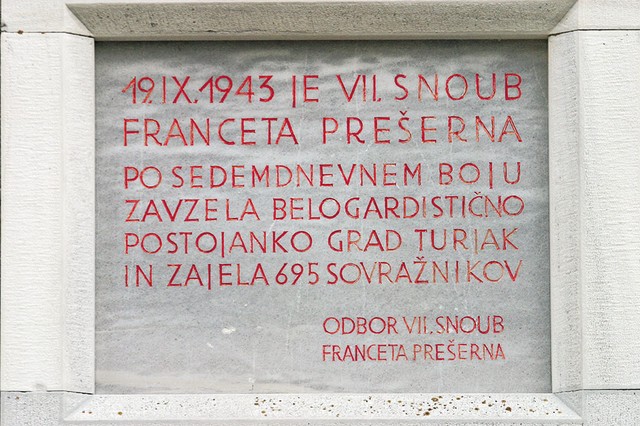 19.IX.1943 JE VII. SNOUB
FRANCETA PREŠERNA
PO SEDEMDNEVNEM BOJU
ZAVZELA BELOGARDISTIČNO
POSTOJANKO GRAD TURJAK
IN ZAJELA 695 SOVRAŽNIKOV
ODBOR VII. SNOUB
FRANCETA PREŠERNA